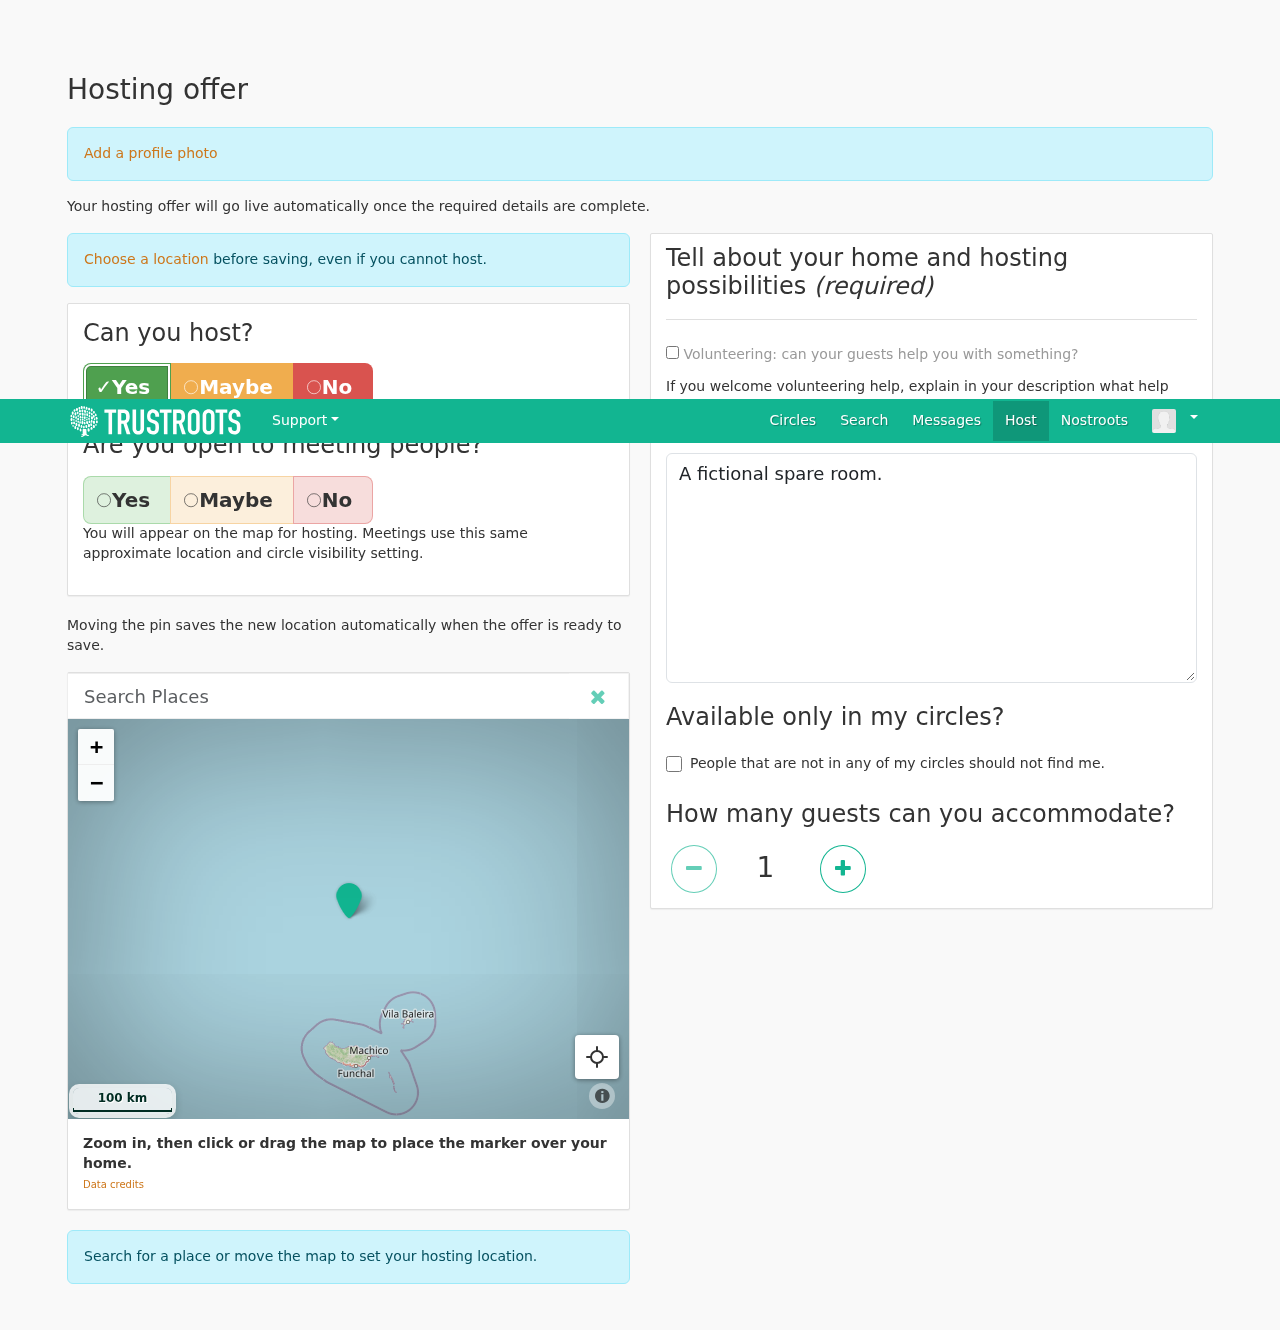 Hosting offer
Add a profile photo
Your hosting offer will go live automatically once the required details are complete.
Choose a location before saving, even if you cannot host.
Can you host?
✓Yes
Maybe
No
TRUSTROOTS
Support
Circles
Search
Messages
Host
Nostroots
Are you open to meeting people?
Yes
Maybe
No
You will appear on the map for hosting. Meetings use this same
approximate location and circle visibility setting.
Moving the pin saves the new location automatically when the offer is ready to
save.
Search Places
+
−
Vila Baleira
Machico
Funchal
100 km
Zoom in, then click or drag the map to place the marker over your
home.
Data credits
Search for a place or move the map to set your hosting location.
Tell about your home and hosting
possibilities (required)
Volunteering: can your guests help you with something?
If you welcome volunteering help, explain in your description what help
A fictional spare room.
Available only in my circles?
People that are not in any of my circles should not find me.
How many guests can you accommodate?
1